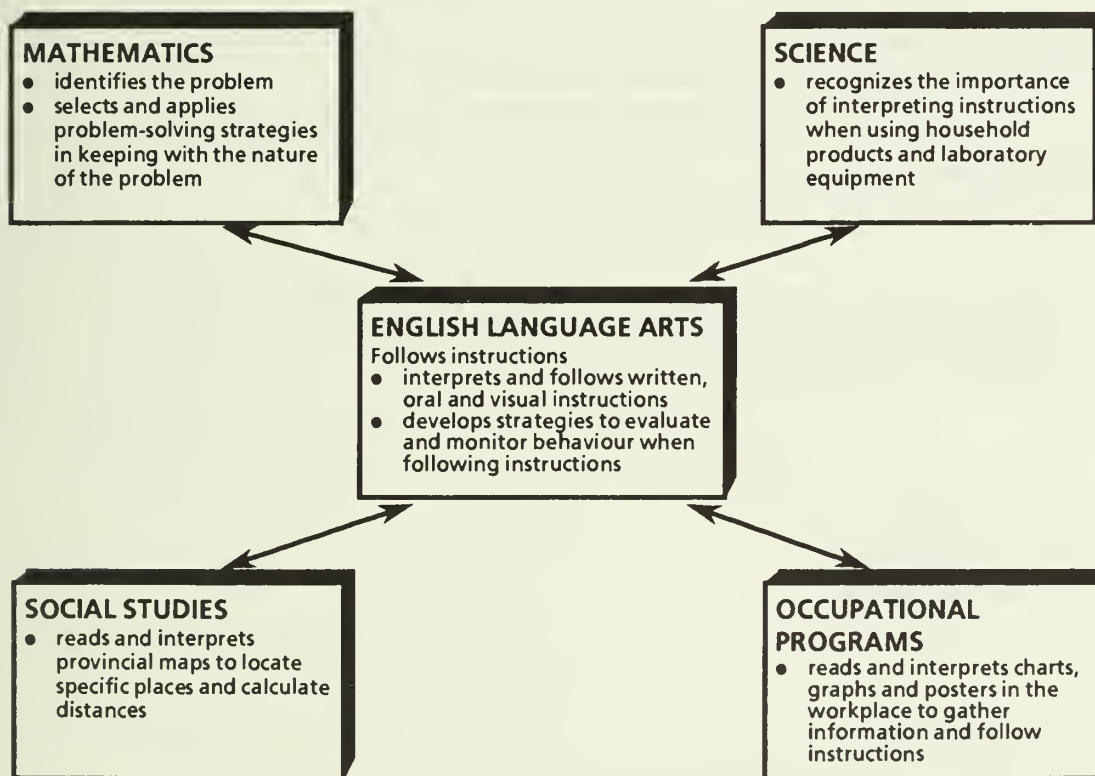 MATHEMATICS
● identifies the problem
● selects and applies
problem-solving strategies
in keeping with the nature
of the problem
SCIENCE
● recognizes the importance
of interpreting instructions
when using household
products and laboratory
equipment
ENGLISH LANGUAGE ARTS
Follows instructions
● interprets and follows written,
oral and visual instructions
● develops strategies to evaluate
and monitor behaviour when
following instructions
SOCIAL STUDIES
● reads and interprets
provincial maps to locate
specific places and calculate
distances
OCCUPATIONAL
PROGRAMS
● reads and interprets charts,
graphs and posters in the
workplace to gather
information and follow
instructions